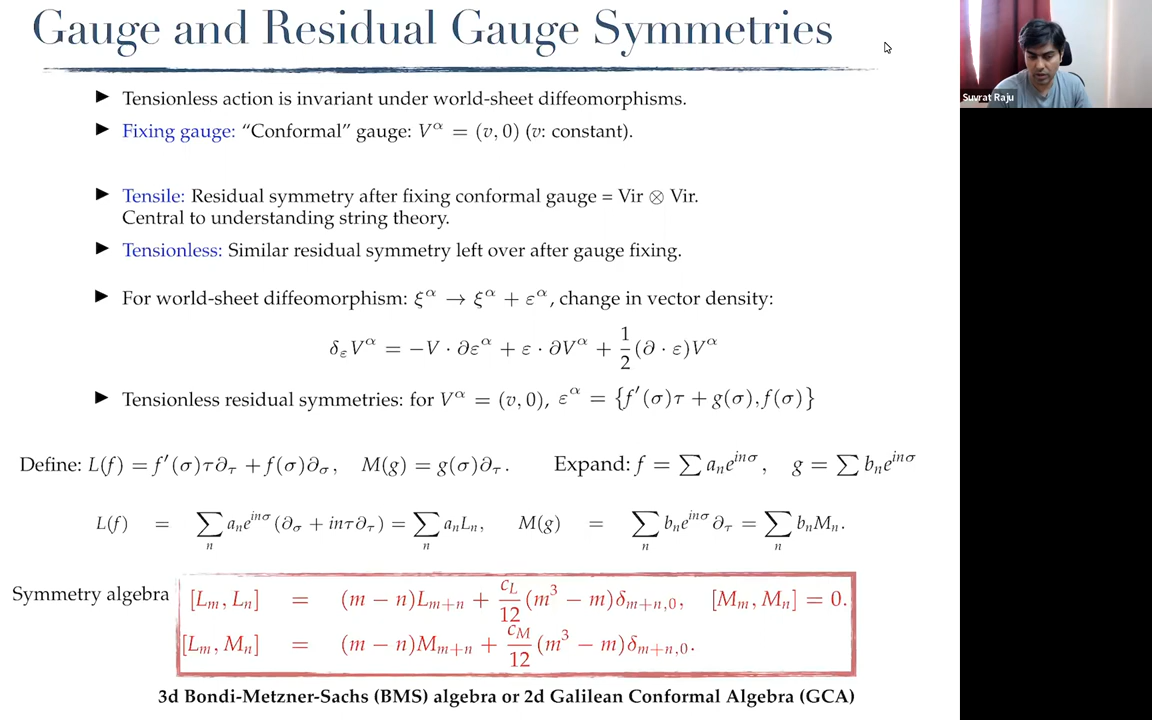 Gauge and Residual Gauge Symmetries
▶ Tensionless action is invariant under world-sheet diffeomorphisms.
▶ Fixing gauge: “Conformal” gauge: V^α = (v, 0) (v: constant).
▶ Tensile: Residual symmetry after fixing conformal gauge = Vir ⊗ Vir.
Central to understanding string theory.
▶ Tensionless: Similar residual symmetry left over after gauge fixing.
▶ For world-sheet diffeomorphism: ξ^α → ξ^α + ε^α, change in vector density:
δ_ε V^α = −V · ∂ε^α + ε · ∂V^α + 1/2 (∂ · ε)V^α
▶ Tensionless residual symmetries: for V^α = (v, 0), ε^α = {f′(σ)τ + g(σ), f(σ)}
Define: L(f) = f′(σ)τ∂_τ + f(σ)∂_σ, M(g) = g(σ)∂_τ. Expand: f = ∑ a_n e^{inσ}, g = ∑ b_n e^{inσ}
L(f) = ∑_n a_n e^{inσ}(∂_σ + inτ∂_τ) = ∑_n a_n L_n, M(g) = ∑_n b_n e^{inσ} ∂_τ = ∑_n b_n M_n.
Symmetry algebra [L_m, L_n] = (m − n)L_{m+n} + c_L/12 (m^3 − m)δ_{m+n,0}, [M_m, M_n] = 0.
[L_m, M_n] = (m − n)M_{m+n} + c_M/12 (m^3 − m)δ_{m+n,0}.
3d Bondi-Metzner-Sachs (BMS) algebra or 2d Galilean Conformal Algebra (GCA)
Suvrat Raju